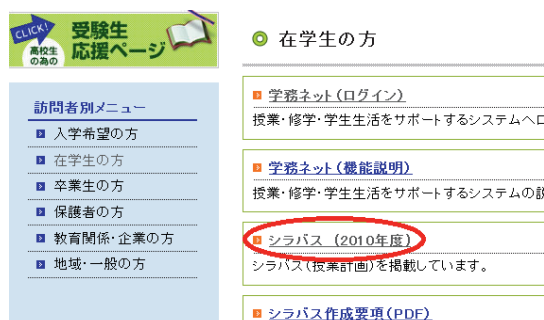 CLICK!
高校生
の為の
受験生
応援ページ
訪問者別メニュー
入学希望の方
在学生の方
卒業生の方
保護者の方
教育関係・企業の方
地域・一般の方
在学生の方
学務ネット(ログイン)
授業・修学・学生生活をサポートするシステムへロ
学務ネット(機能説明)
授業・修学・学生生活をサポートするシステムの説
シラバス (2010年度)
シラバス(授業計画)を掲載しています。
シラバス作成要項(PDF)